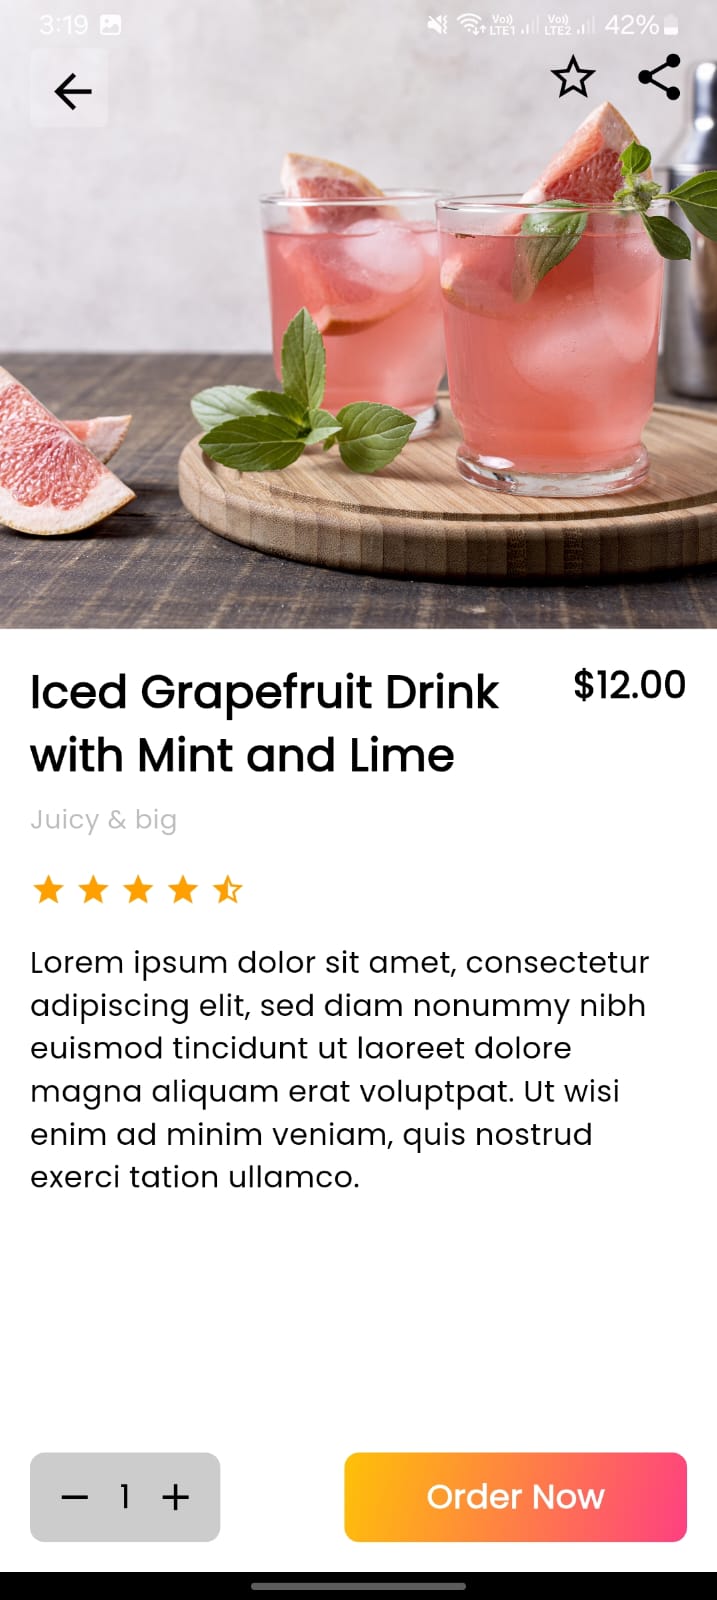 3:19 Vo)) LTE1 Vo)) LTE2 42%
Iced Grapefruit Drink $12.00
with Mint and Lime
Juicy & big
Lorem ipsum dolor sit amet, consectetur
adipiscing elit, sed diam nonummy nibh
euismod tincidunt ut laoreet dolore
magna aliquam erat voluptpat. Ut wisi
enim ad minim veniam, quis nostrud
exerci tation ullamco.
− 1 + Order Now